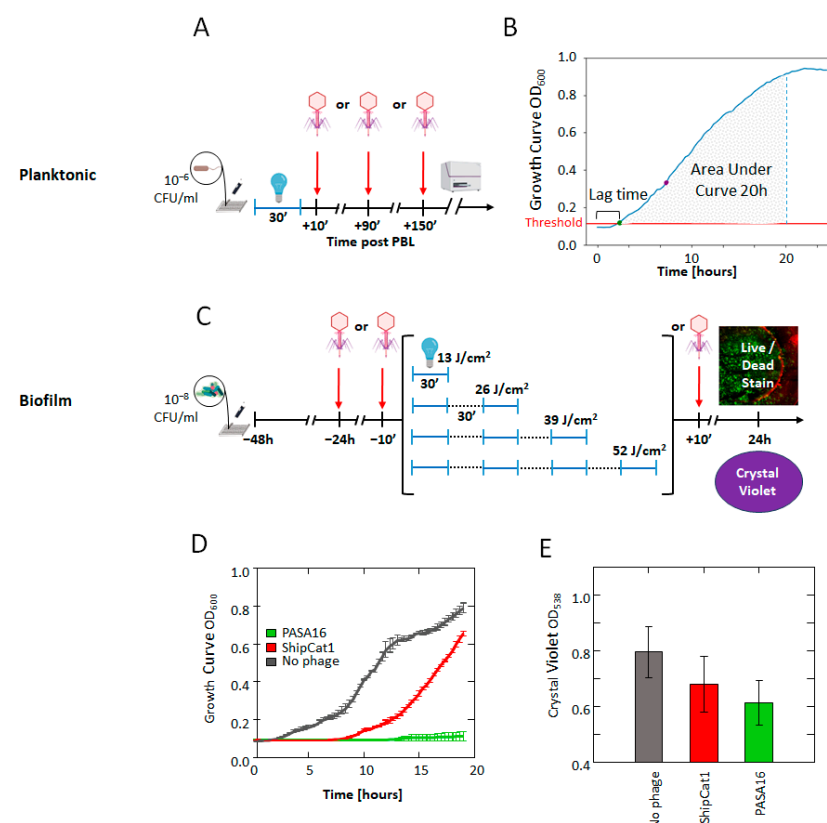 A
B
Planktonic
10⁻⁶
CFU/ml
30'
or
or
+10'
+90'
+150'
Time post PBL
Growth Curve OD₆₀₀
1.0
0.8
0.6
0.4
0.2
0.0
Lag time
Area Under
Curve 20h
Threshold
0
10
20
Time [hours]
C
Biofilm
10⁻⁸
CFU/ml
or
or
13 J/cm²
30'
26 J/cm²
30'
39 J/cm²
52 J/cm²
−48h
−24h
−10'
+10'
24h
Live /
Dead
Stain
Crystal
Violet
D
Growth Curve OD₆₀₀
1.0
0.8
0.6
0.4
0.2
0.0
PASA16
ShipCat1
No phage
0
5
10
15
20
Time [hours]
E
Crystal Violet OD₅₃₈
1.0
0.8
0.6
0.4
No phage
ShipCat1
PASA16